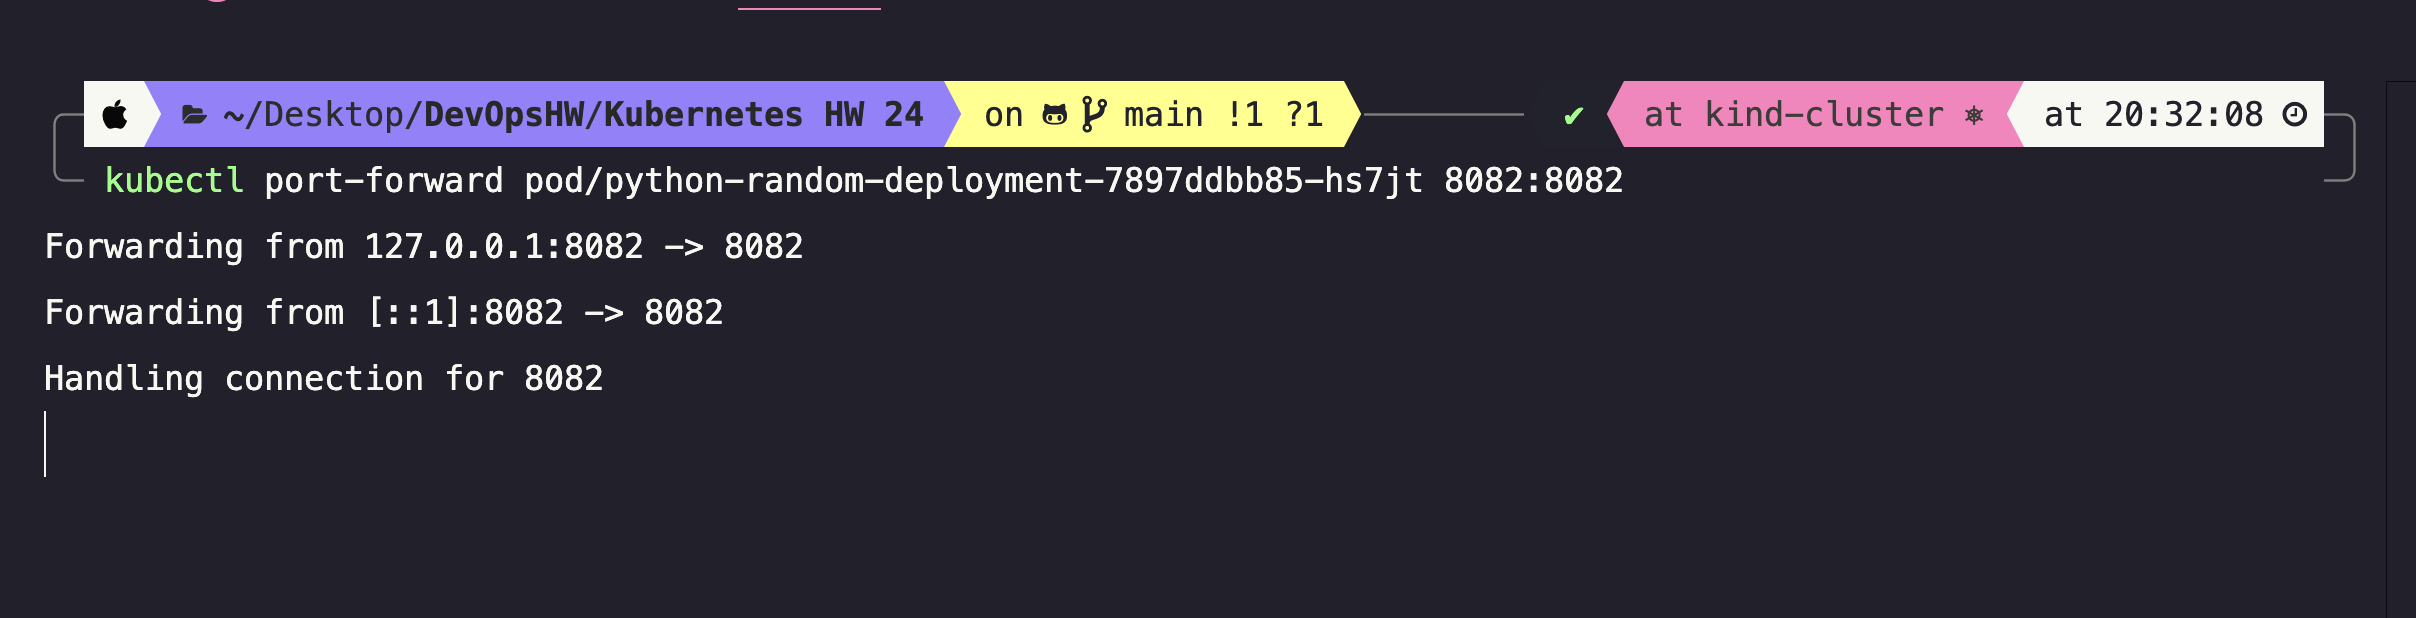 ~/Desktop/DevOpsHW/Kubernetes HW 24 on main !1 ?1 ✔ at kind-cluster at 20:32:08
kubectl port-forward pod/python-random-deployment-7897ddbb85-hs7jt 8082:8082
Forwarding from 127.0.0.1:8082 -> 8082
Forwarding from [::1]:8082 -> 8082
Handling connection for 8082